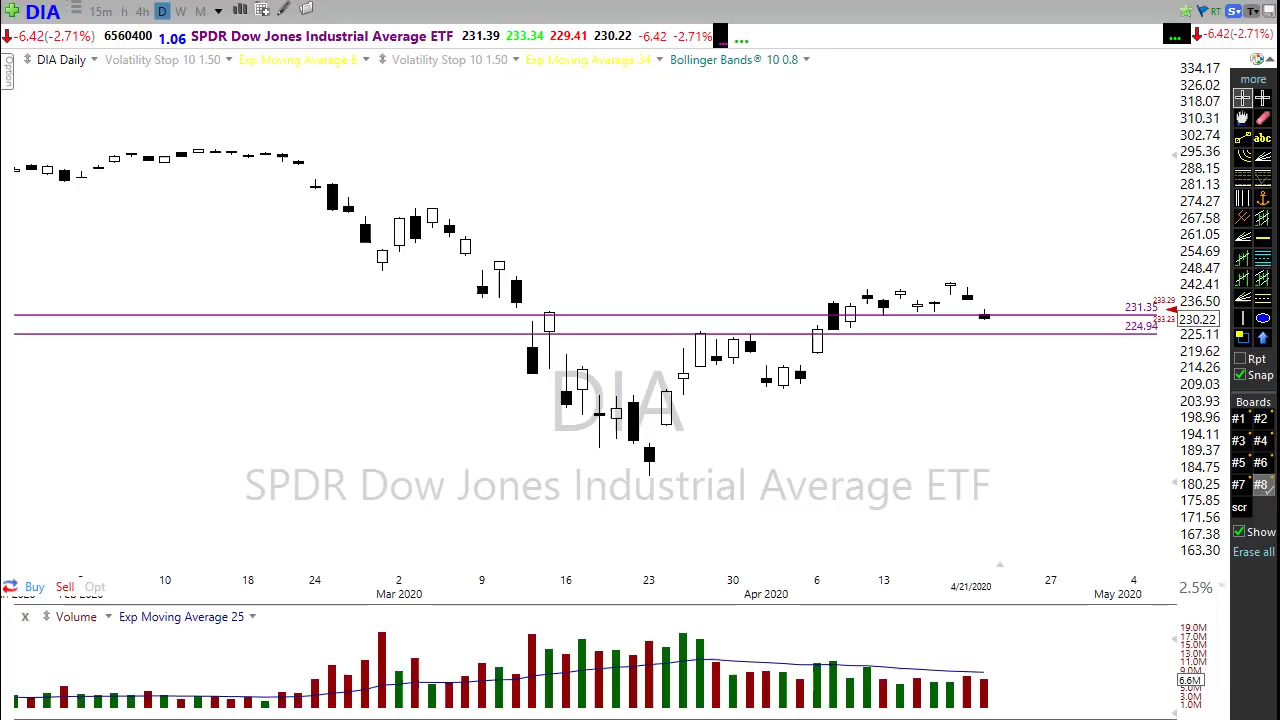 DIA 15m h 4h D W M RT S T
-6.42(-2.71%) 6560400 1.06 SPDR Dow Jones Industrial Average ETF 231.39 233.34 229.41 230.22 -6.42 -2.71% ... ... -6.42(-2.71%)
Option
DIA Daily Volatility Stop 10 1.50 Exp Moving Average 8 Volatility Stop 10 1.50 Exp Moving Average 34 Bollinger Bands® 10 0.8
334.17
326.02
318.07
310.31
302.74
295.36
288.15
281.13
274.27
267.58
261.05
254.69
248.47
242.41
236.50
233.29
231.35
230.22
233.23
224.94
225.11
219.62
214.26
209.03
203.93
198.96
194.11
189.37
184.75
180.25
175.85
171.56
167.38
163.30
DIA
SPDR Dow Jones Industrial Average ETF
more
abc
Rpt
Snap
Boards
#1 #2
#3 #4
#5 #6
#7 #8
scr
Show
Erase all
10 18 24 2 9 16 23 30 6 13 4/21/2020 27 4
Mar 2020 Apr 2020 May 2020
Buy Sell Opt
2.5%
x Volume Exp Moving Average 25
19.0M
17.0M
15.0M
13.0M
11.0M
9.0M
6.6M
5.0M
3.0M
1.0M